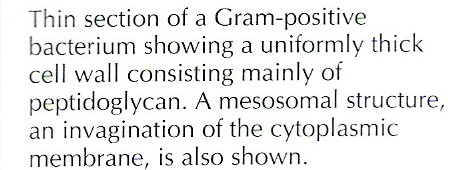 Thin section of a Gram-positive
bacterium showing a uniformly thick
cell wall consisting mainly of
peptidoglycan. A mesosomal structure,
an invagination of the cytoplasmic
membrane, is also shown.